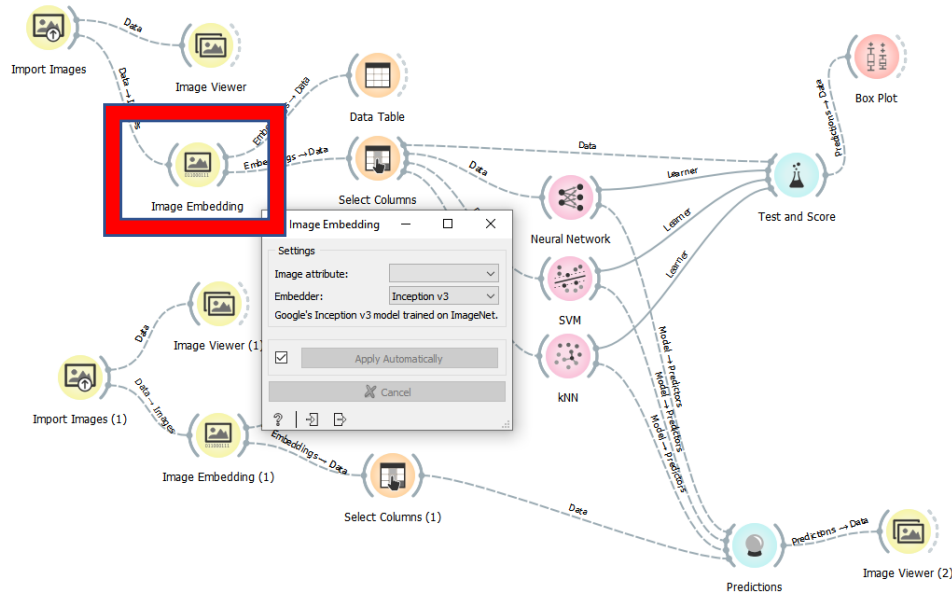 Data
Import Images
Image Viewer
Data Table
Box Plot
Predictions → Data
Embeddings → Data
Data
Data
Learner
Image Embedding
Select Columns
Neural Network
Test and Score
Learner
Learner
Image Embedding
Settings
Image attribute:
Embedder:
Inception v3
Google's Inception v3 model trained on ImageNet.
Apply Automatically
Cancel
?
SVM
kNN
Data
Image Viewer (1)
Import Images (1)
Data → Images
Image Embedding (1)
Embeddings → Data
Select Columns (1)
Data
Model → Predictors
Model → Predictors
Model → Predictors
Predictions → Data
Predictions
Image Viewer (2)